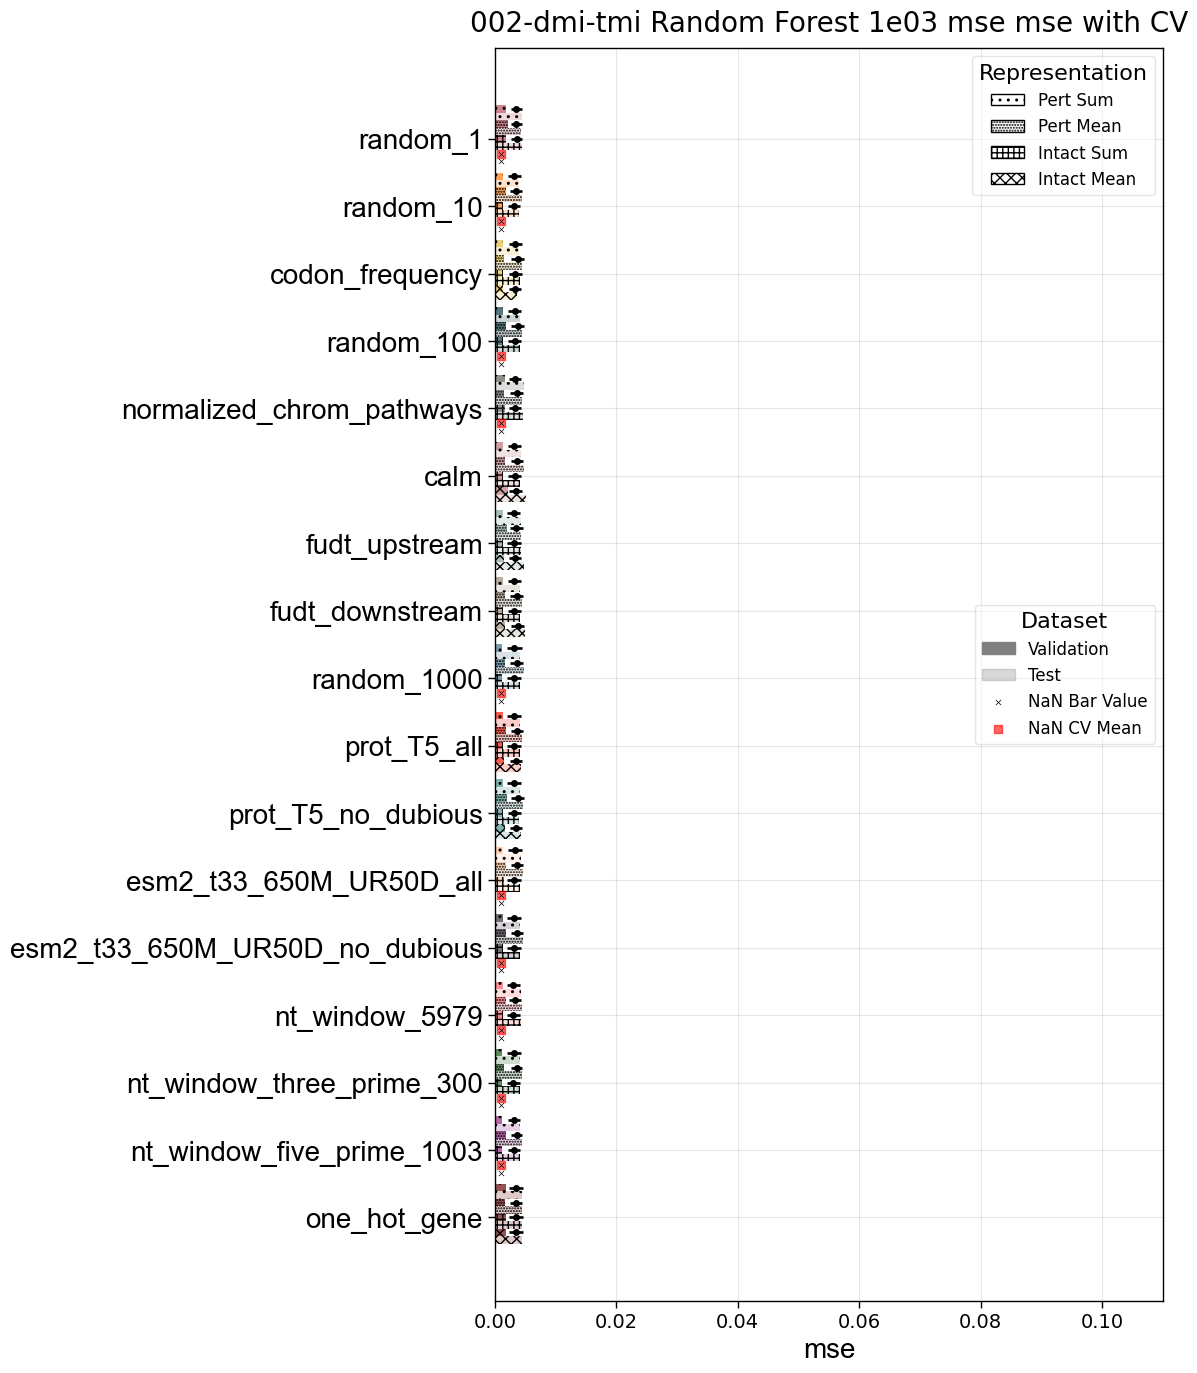 002-dmi-tmi Random Forest 1e03 mse mse with CV
Representation
Pert Sum
Pert Mean
Intact Sum
Intact Mean
random_1
random_10
codon_frequency
random_100
normalized_chrom_pathways
calm
fudt_upstream
fudt_downstream
random_1000
prot_T5_all
prot_T5_no_dubious
esm2_t33_650M_UR50D_all
esm2_t33_650M_UR50D_no_dubious
nt_window_5979
nt_window_three_prime_300
nt_window_five_prime_1003
one_hot_gene
Dataset
Validation
Test
NaN Bar Value
NaN CV Mean
0.00 0.02 0.04 0.06 0.08 0.10
mse